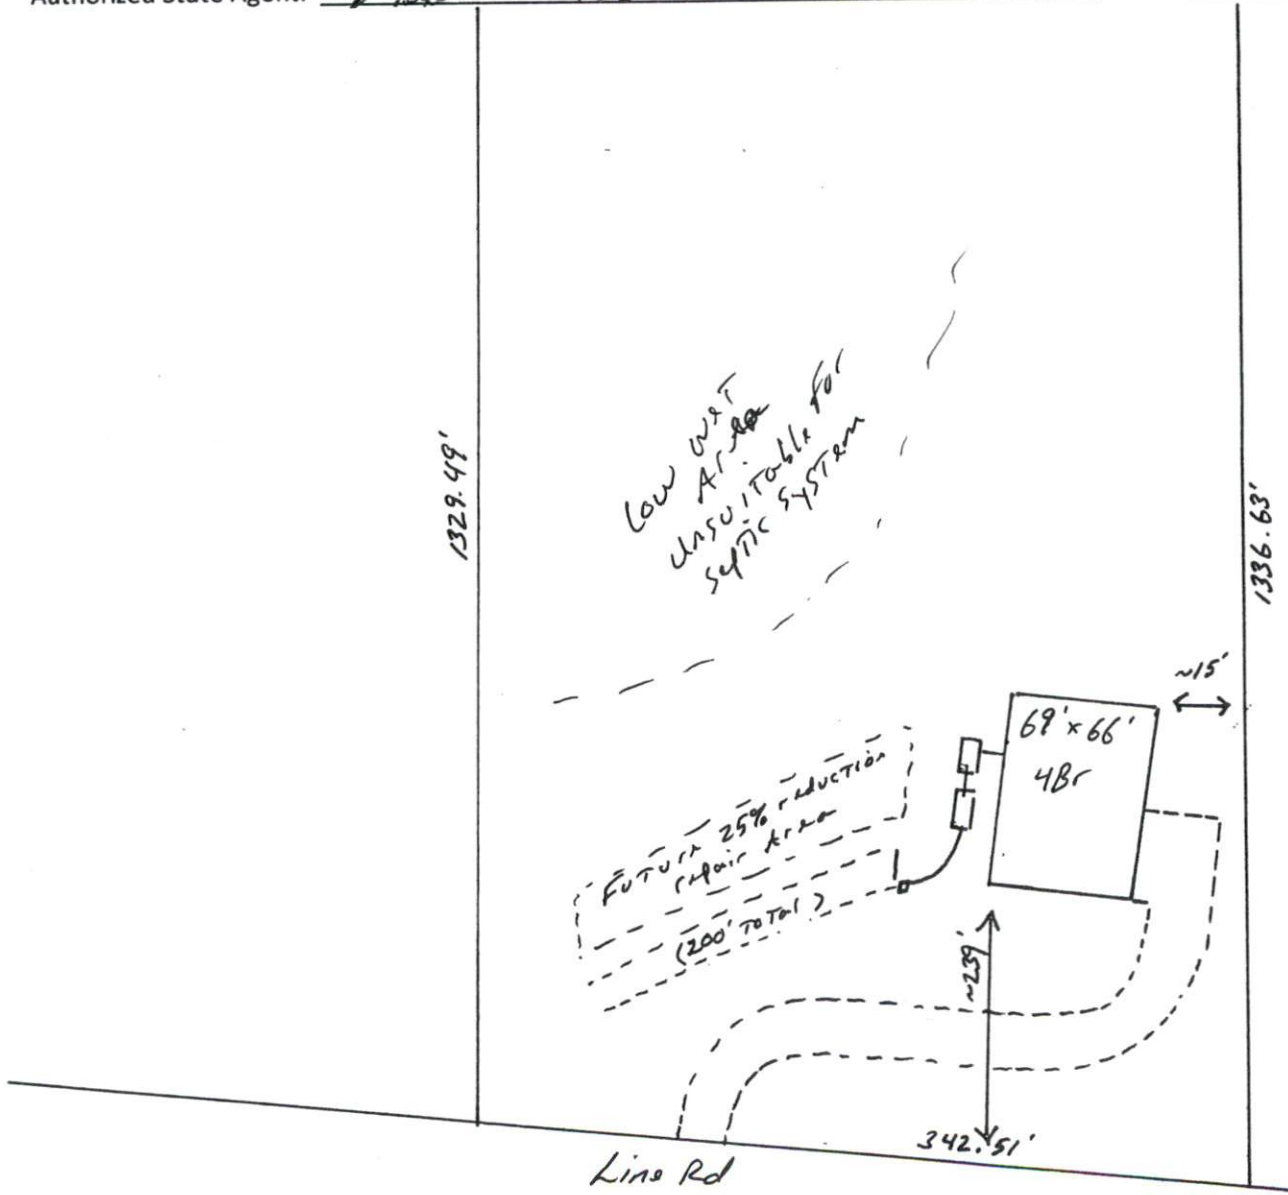 Authorized State Agent:
Low wet
Area
Unsuitable for
Septic System
1329.49'
1336.63'
~15'
69' x 66'
4Br
Future 25% reduction
repair Area
(200' Total)
~239'
342.51'
Line Rd